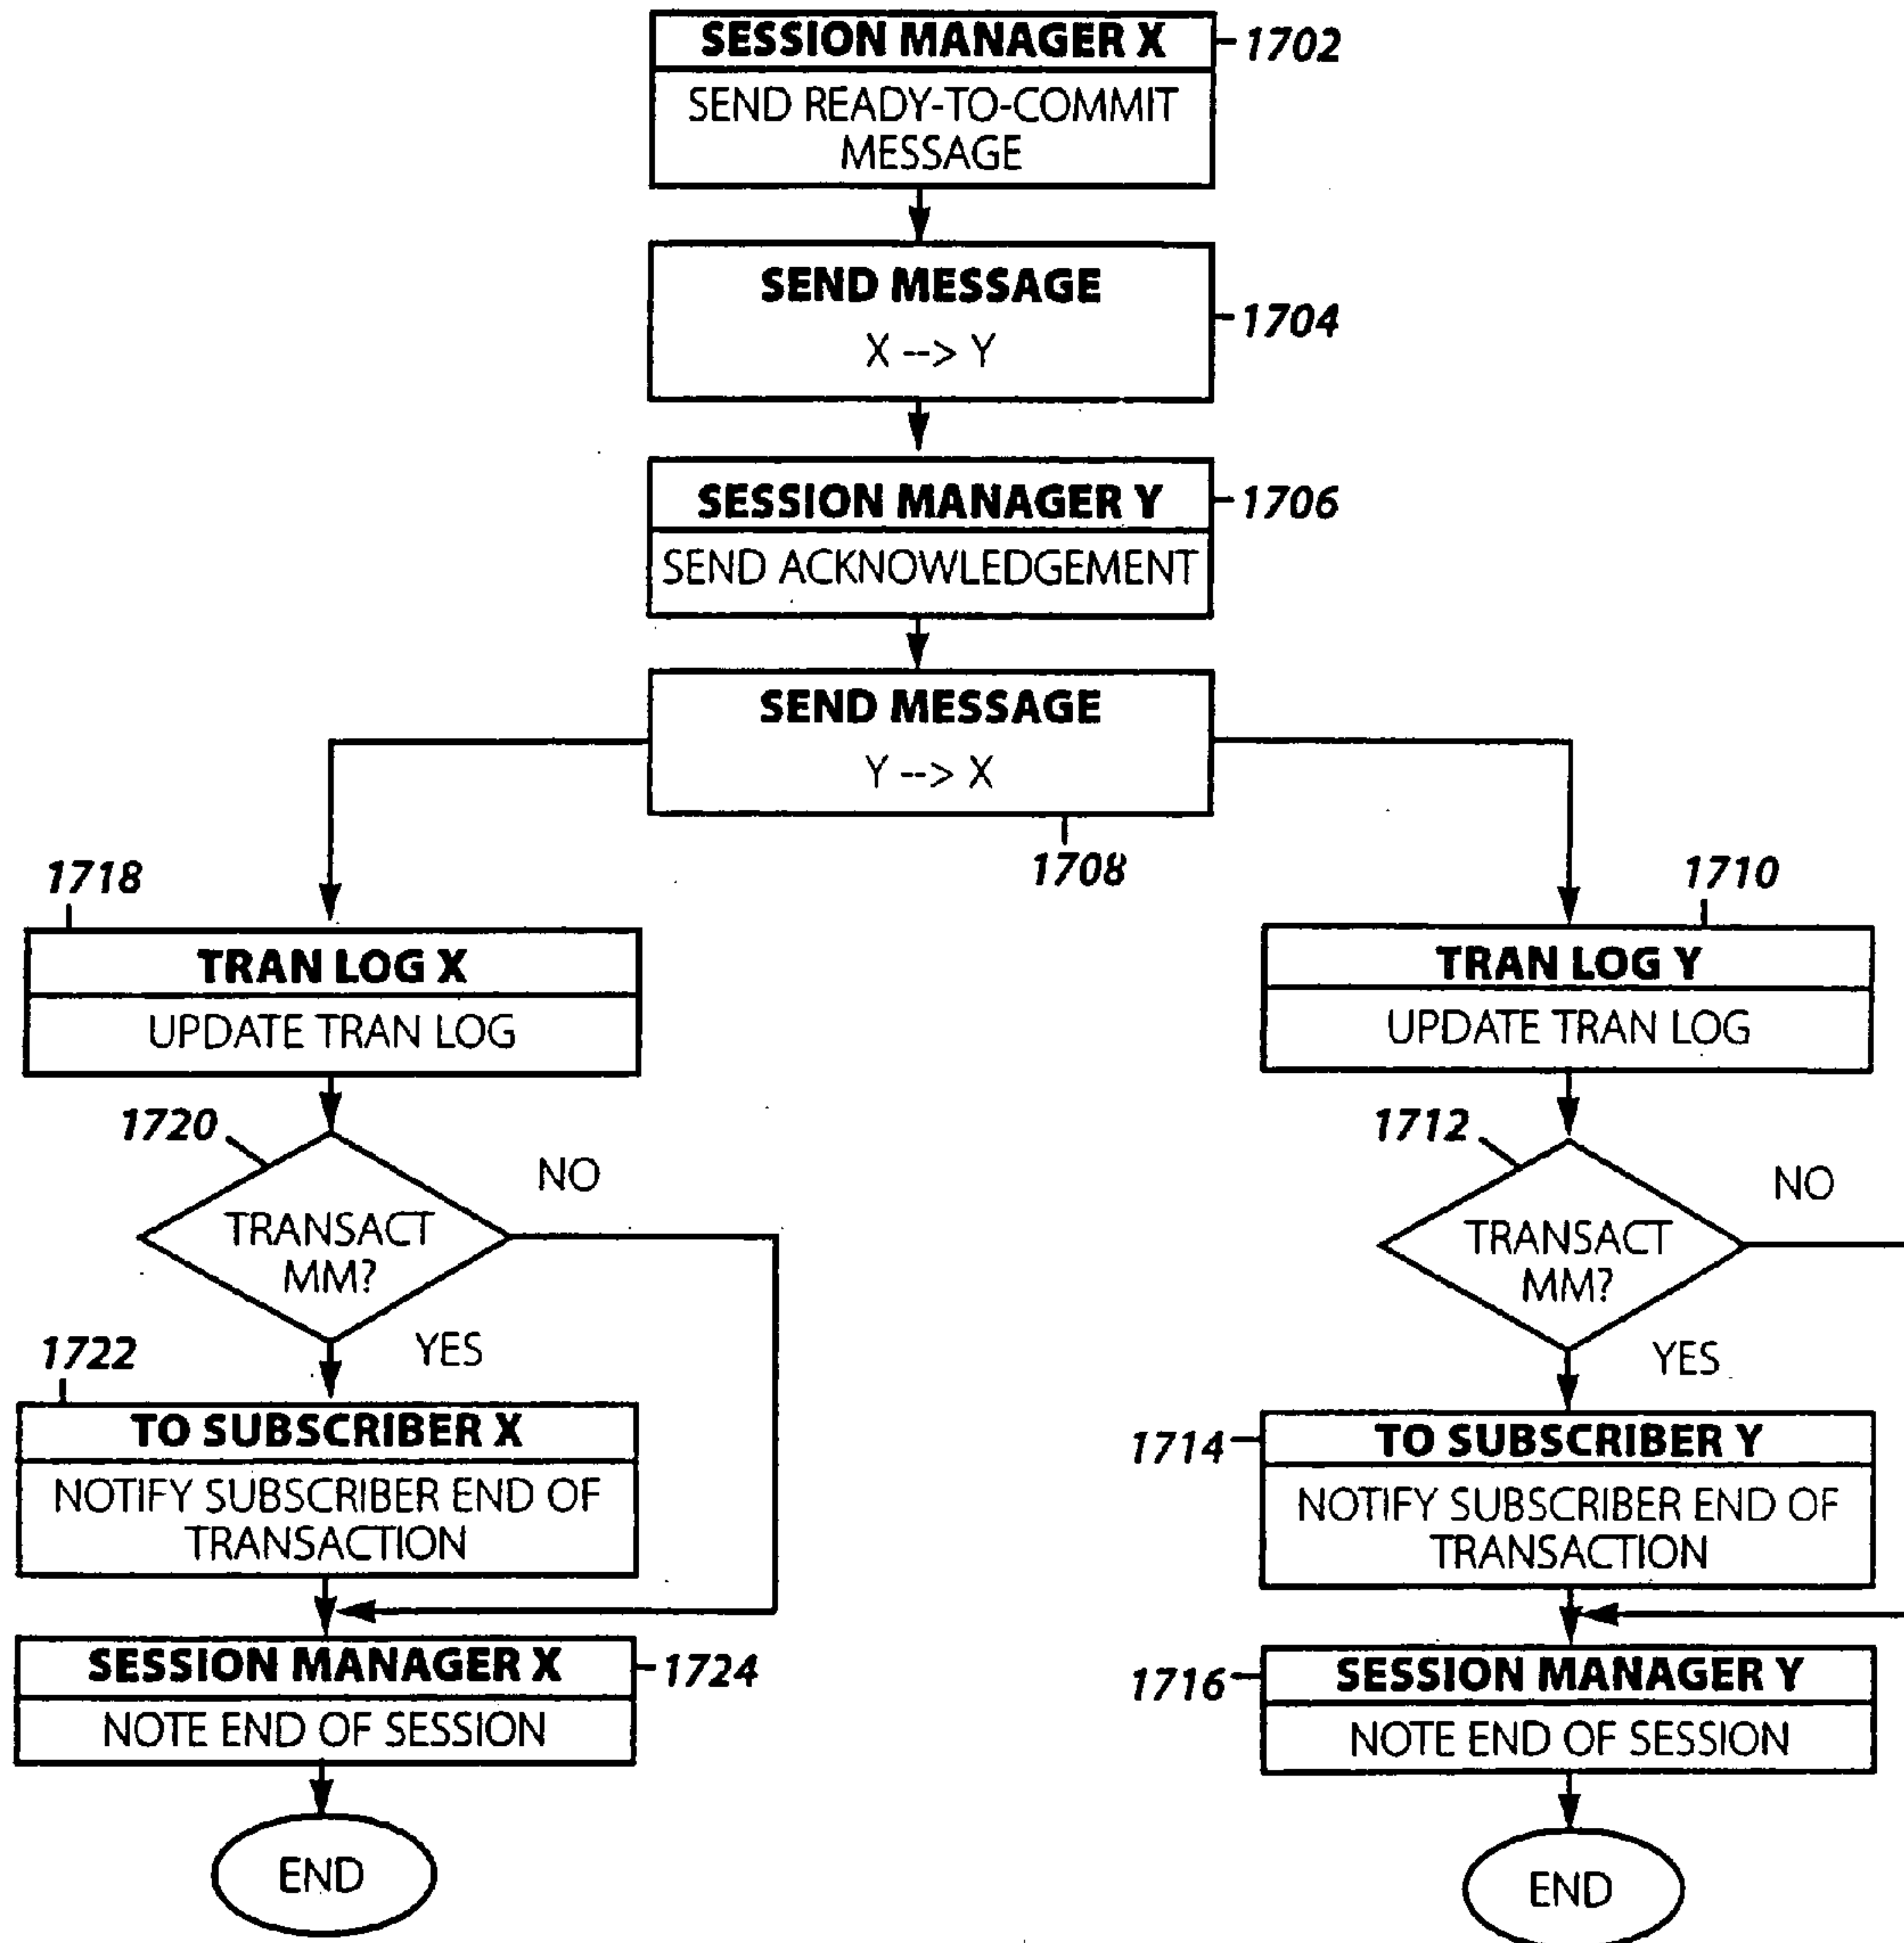 SESSION MANAGER X
1702
SEND READY-TO-COMMIT
MESSAGE
SEND MESSAGE
1704
X --> Y
SESSION MANAGER Y
1706
SEND ACKNOWLEDGEMENT
SEND MESSAGE
Y --> X
1708
1718
TRAN LOG X
UPDATE TRAN LOG
1720
NO
TRANSACT
MM?
YES
1722
TO SUBSCRIBER X
NOTIFY SUBSCRIBER END OF
TRANSACTION
SESSION MANAGER X
1724
NOTE END OF SESSION
END
1710
TRAN LOG Y
UPDATE TRAN LOG
1712
NO
TRANSACT
MM?
YES
1714
TO SUBSCRIBER Y
NOTIFY SUBSCRIBER END OF
TRANSACTION
1716
SESSION MANAGER Y
NOTE END OF SESSION
END